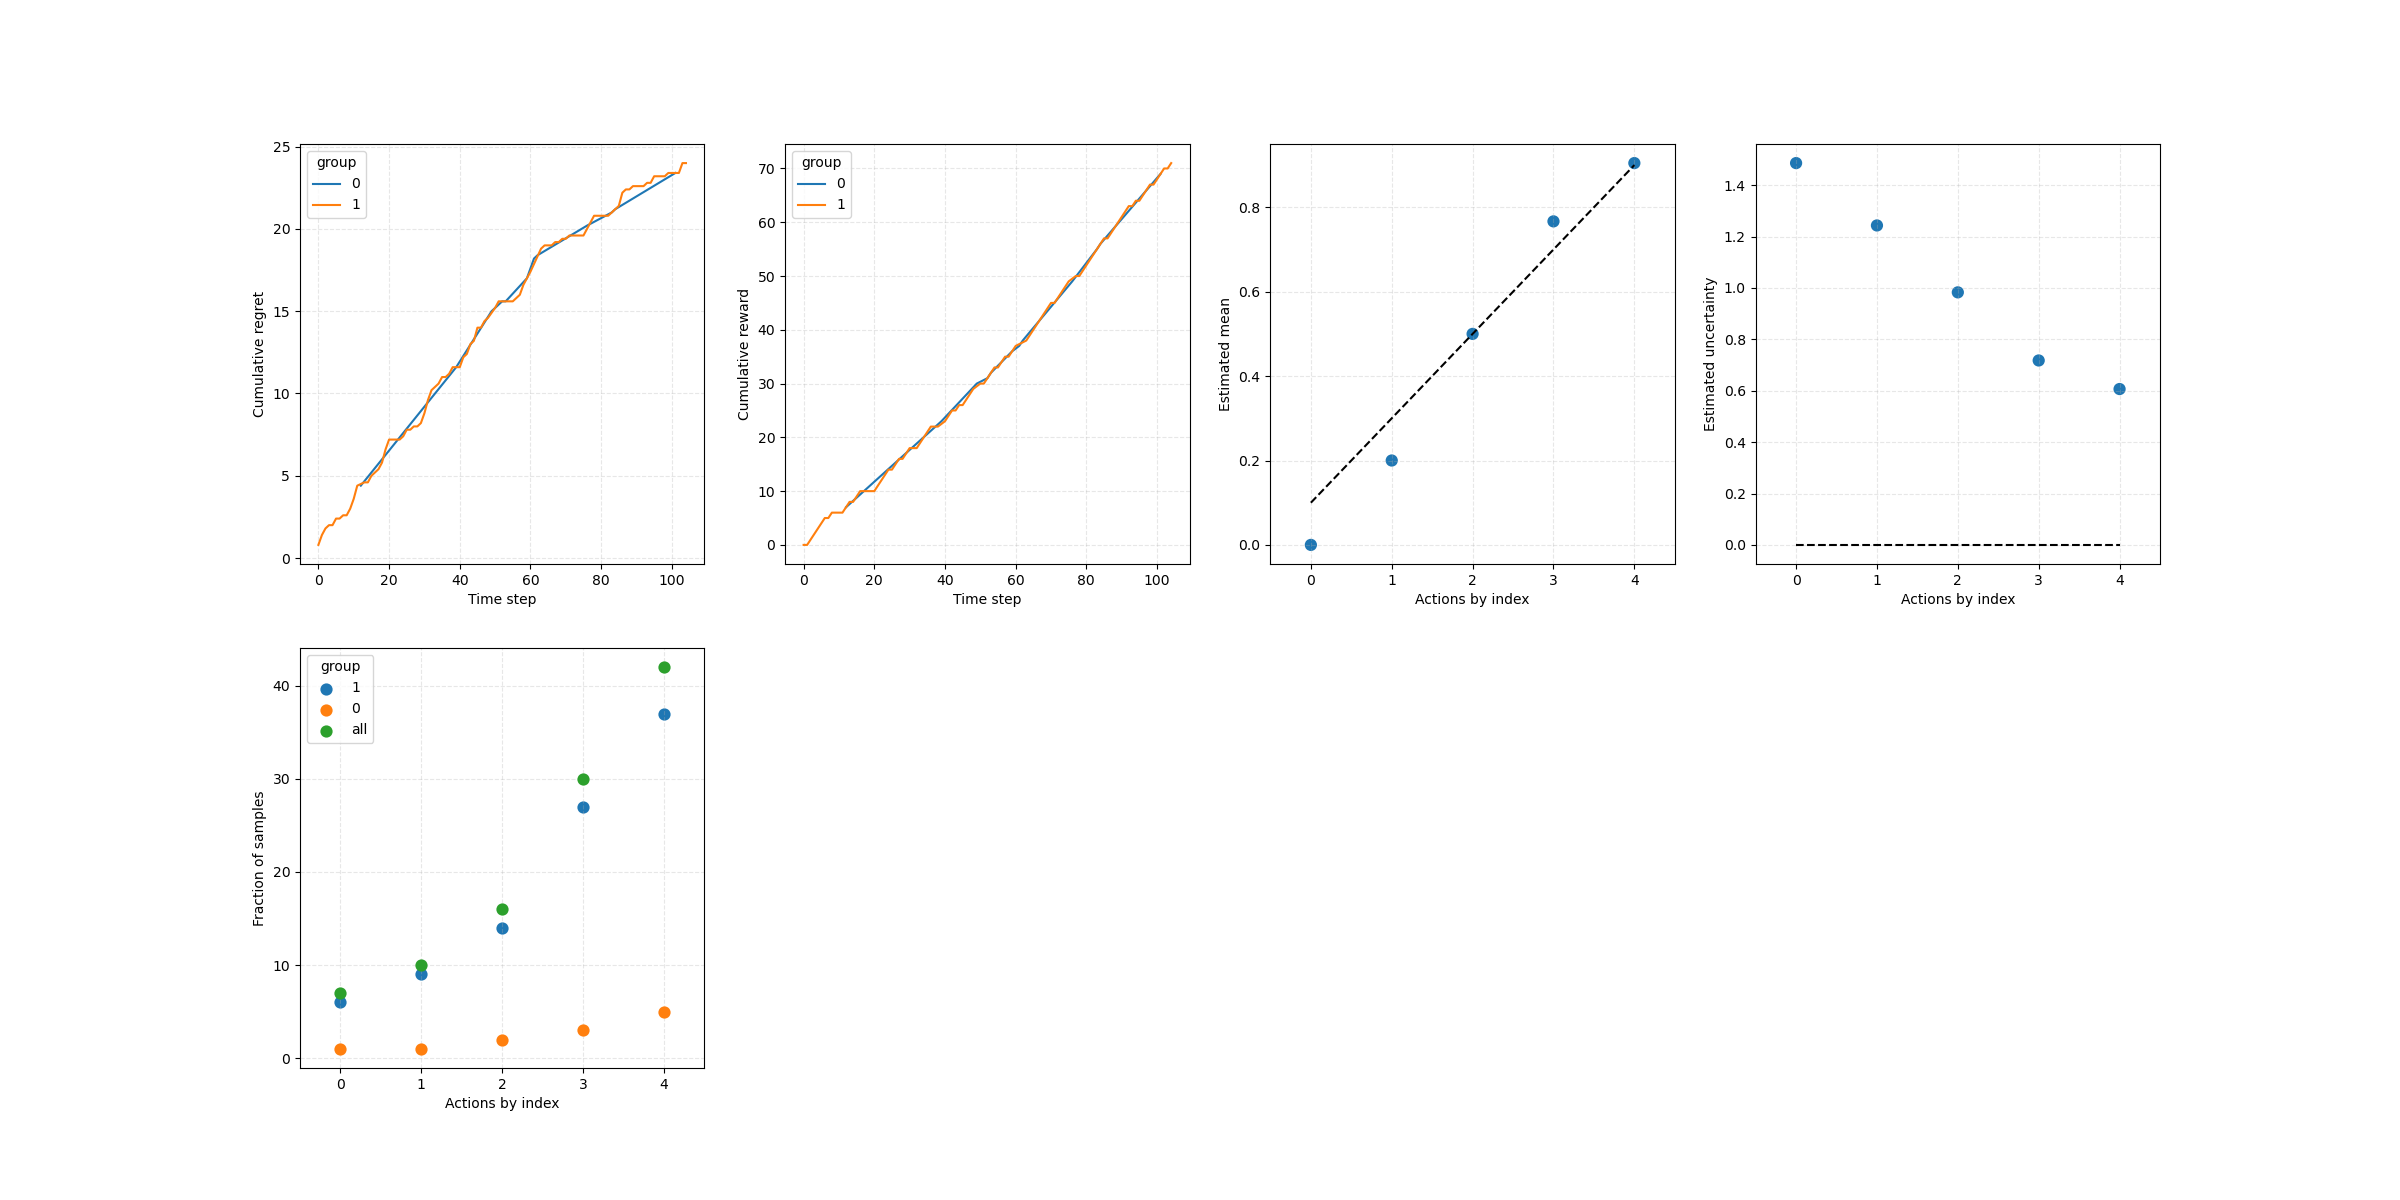 group
0
1
25
20
15
10
5
0
Cumulative regret
0 20 40 60 80 100
Time step
group
0
1
70
60
50
40
30
20
10
0
Cumulative reward
0 20 40 60 80 100
Time step
0.8
0.6
0.4
0.2
0.0
Estimated mean
0 1 2 3 4
Actions by index
1.4
1.2
1.0
0.8
0.6
0.4
0.2
0.0
Estimated uncertainty
0 1 2 3 4
Actions by index
group
1
0
all
40
30
20
10
0
Fraction of samples
0 1 2 3 4
Actions by index